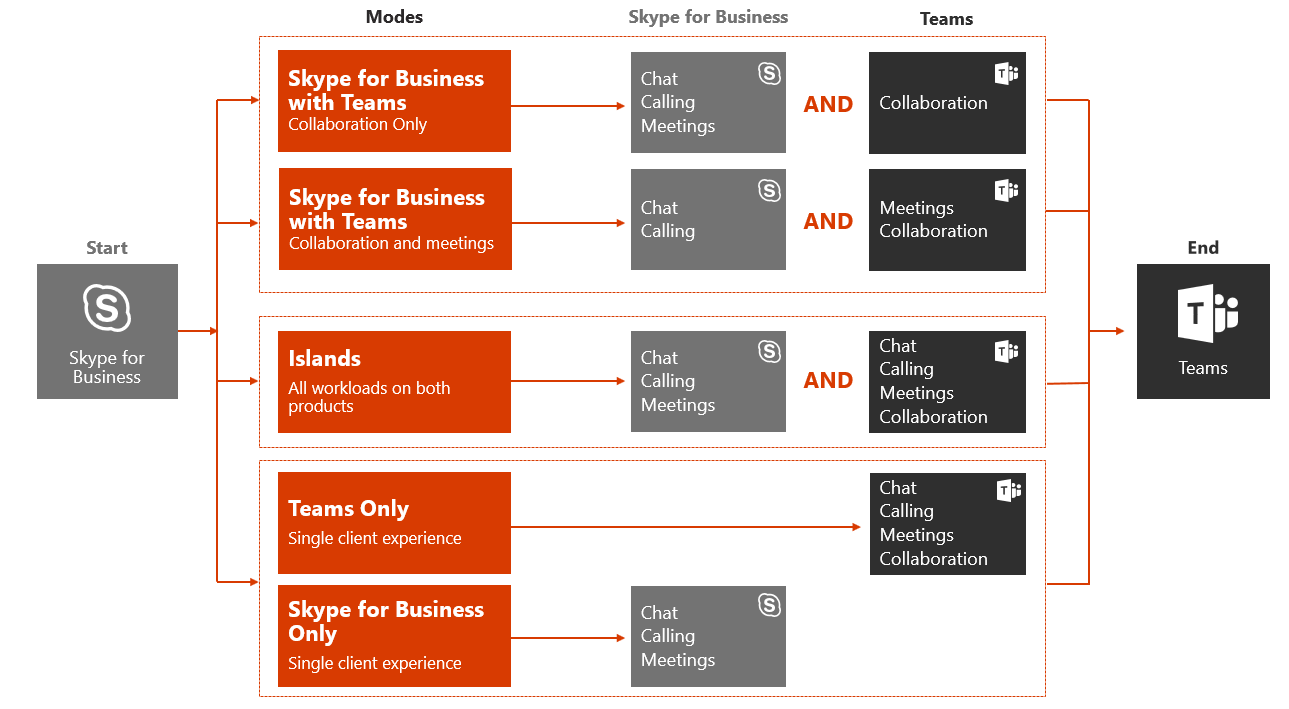 Modes
Skype for Business
Teams
Skype for Business
with Teams
Collaboration Only
Chat
Calling
Meetings
AND
Collaboration
Skype for Business
with Teams
Collaboration and meetings
Chat
Calling
AND
Meetings
Collaboration
Start
Skype for
Business
End
Teams
Islands
All workloads on both
products
Chat
Calling
Meetings
AND
Chat
Calling
Meetings
Collaboration
Teams Only
Single client experience
Chat
Calling
Meetings
Collaboration
Skype for Business
Only
Single client experience
Chat
Calling
Meetings